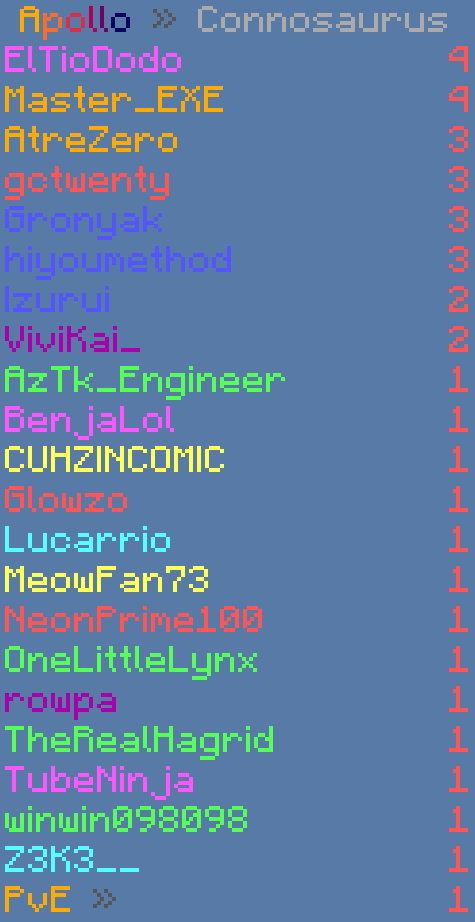 Apollo » Connosaurus
ElTioDodo 4
Master_EXE 4
AtreZero 3
gctwenty 3
Gronyak 3
hiyoumethod 3
Izurui 2
ViviKai_ 2
AzTk_Engineer 1
BenjaLol 1
CUHZINCOMIC 1
Glowzo 1
Lucarrio 1
MeowFan73 1
NeonPrime100 1
OneLittleLynx 1
rowpa 1
TheRealHagrid 1
TubeNinja 1
winwin098098 1
Z3K3__ 1
PvE » 1